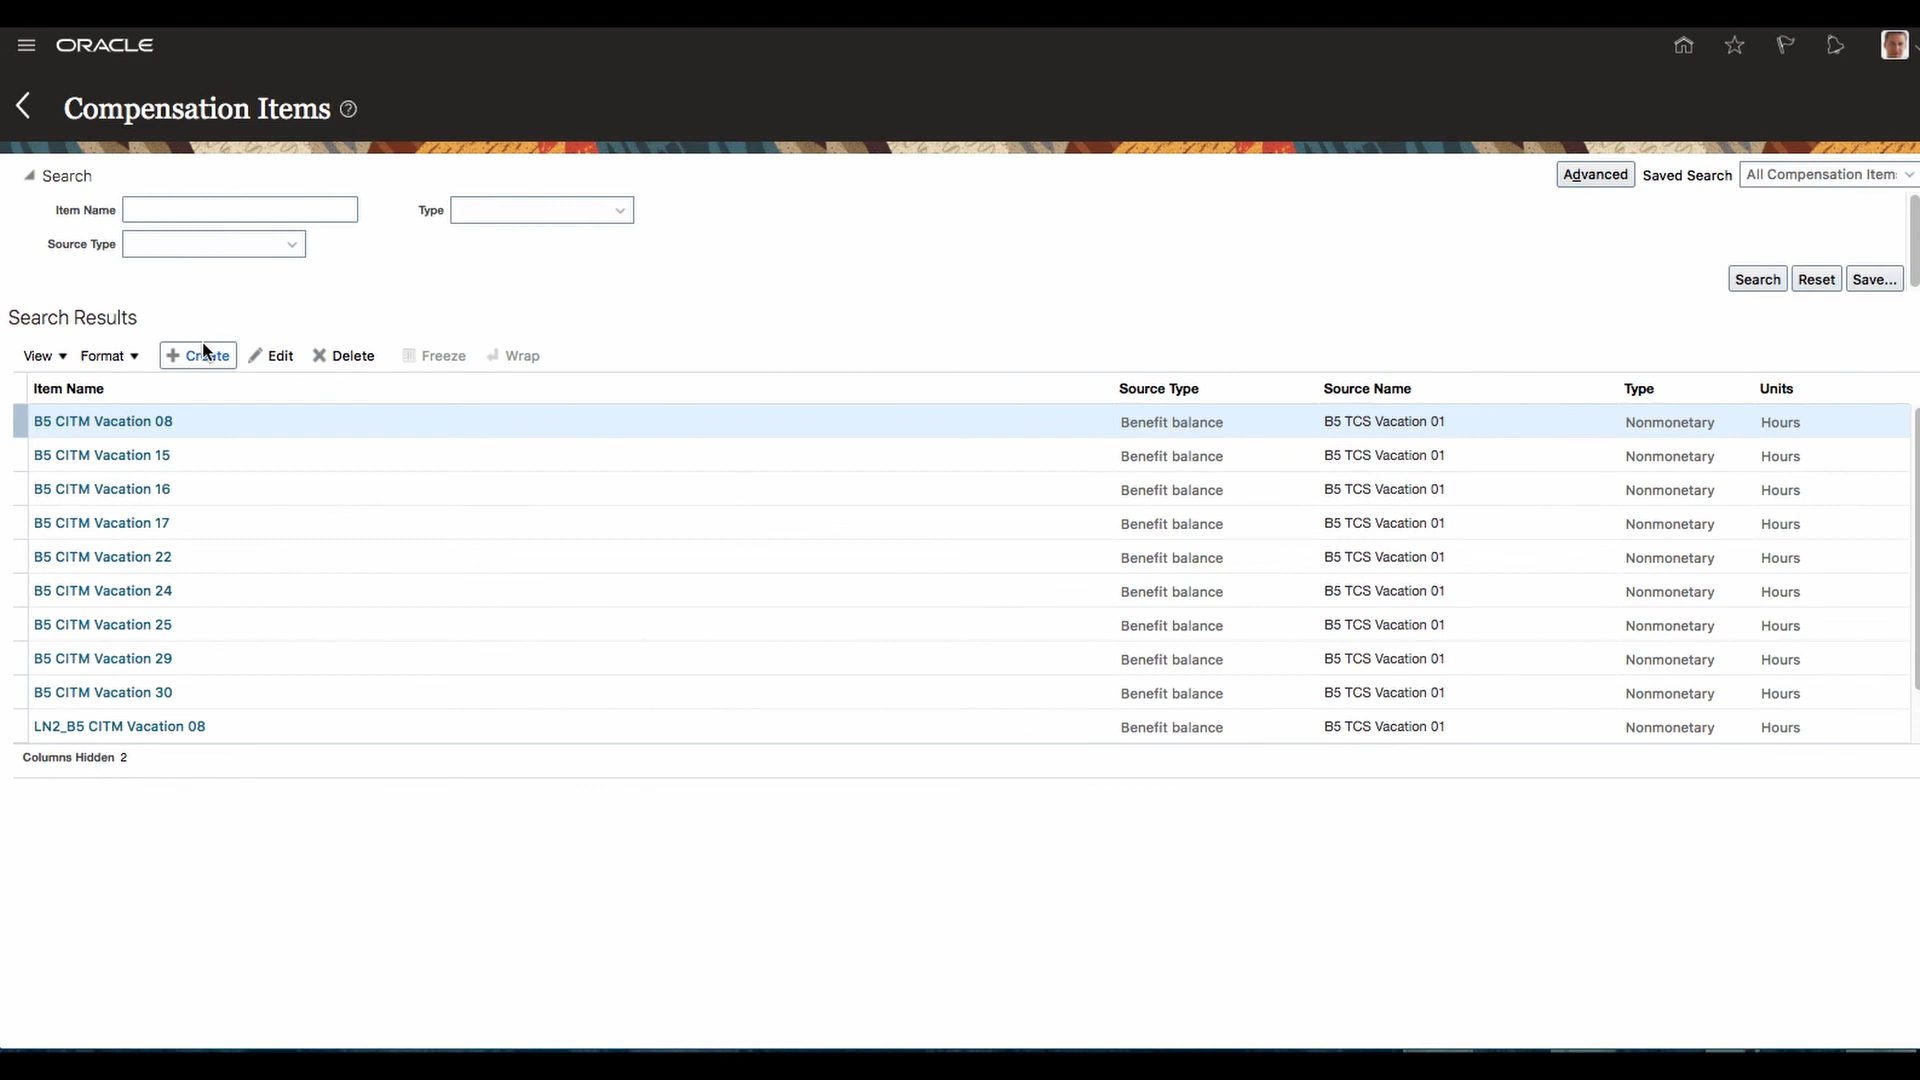 ORACLE
Compensation Items
Search
Advanced Saved Search All Compensation Item
Item Name Type
Source Type
Search Reset Save...
Search Results
View Format Create Edit Delete Freeze Wrap
Item Name Source Type Source Name Type Units
B5 CITM Vacation 08 Benefit balance B5 TCS Vacation 01 Nonmonetary Hours
B5 CITM Vacation 15 Benefit balance B5 TCS Vacation 01 Nonmonetary Hours
B5 CITM Vacation 16 Benefit balance B5 TCS Vacation 01 Nonmonetary Hours
B5 CITM Vacation 17 Benefit balance B5 TCS Vacation 01 Nonmonetary Hours
B5 CITM Vacation 22 Benefit balance B5 TCS Vacation 01 Nonmonetary Hours
B5 CITM Vacation 24 Benefit balance B5 TCS Vacation 01 Nonmonetary Hours
B5 CITM Vacation 25 Benefit balance B5 TCS Vacation 01 Nonmonetary Hours
B5 CITM Vacation 29 Benefit balance B5 TCS Vacation 01 Nonmonetary Hours
B5 CITM Vacation 30 Benefit balance B5 TCS Vacation 01 Nonmonetary Hours
LN2_B5 CITM Vacation 08 Benefit balance B5 TCS Vacation 01 Nonmonetary Hours
Columns Hidden 2